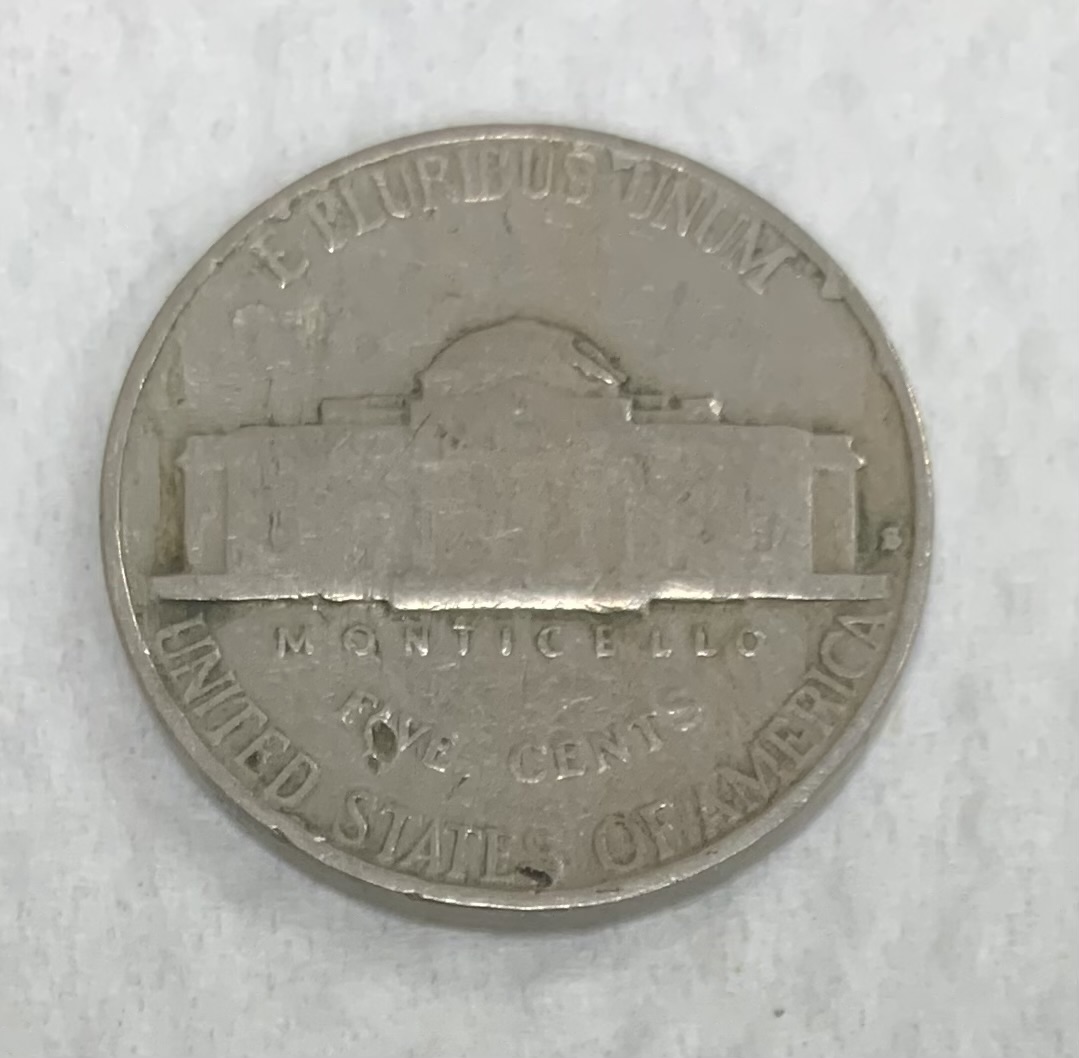 E PLURIBUS UNUM
S
MONTICELLO
FIVE CENTS
UNITED STATES OF AMERICA